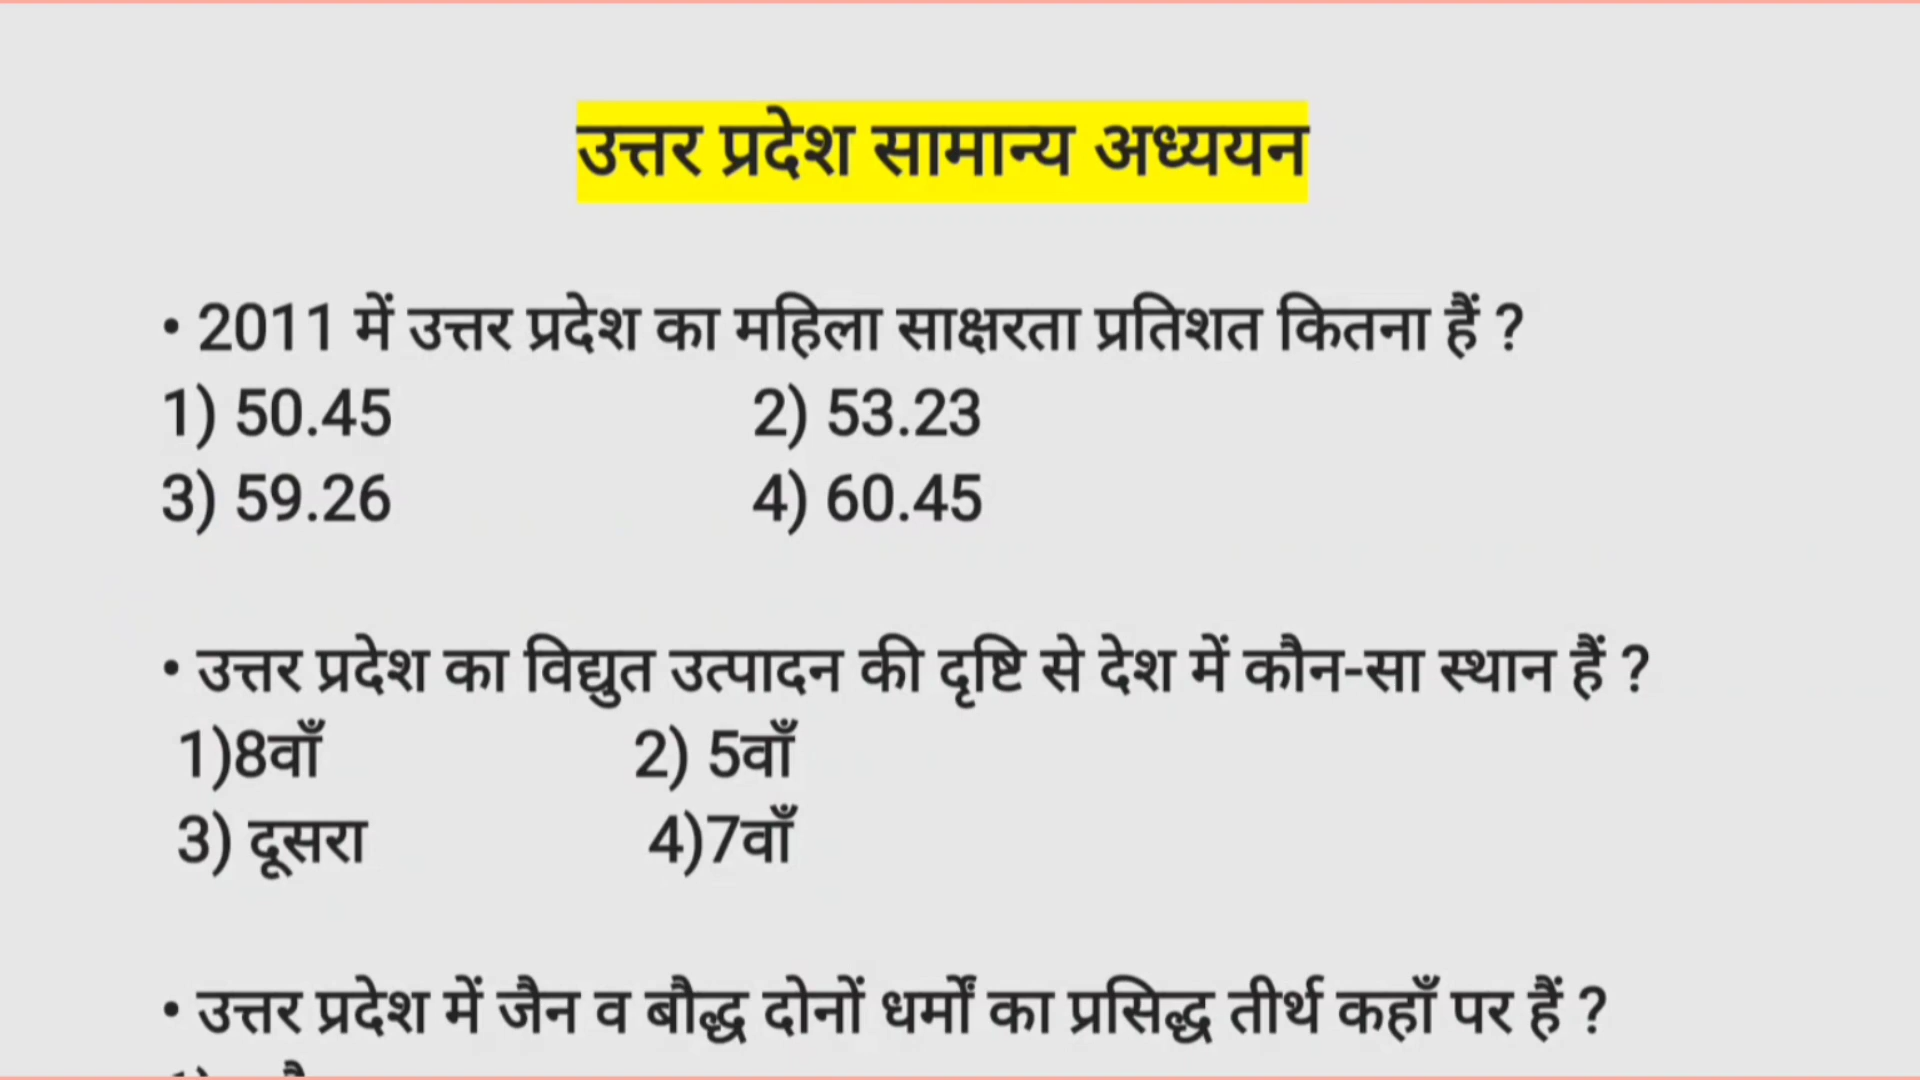 उत्तर प्रदेश सामान्य अध्ययन
• 2011 में उत्तर प्रदेश का महिला साक्षरता प्रतिशत कितना हैं ?
1) 50.45 2) 53.23
3) 59.26 4) 60.45
• उत्तर प्रदेश का विद्युत उत्पादन की दृष्टि से देश में कौन-सा स्थान हैं ?
1)8वाँ 2) 5वाँ
3) दूसरा 4)7वाँ
• उत्तर प्रदेश में जैन व बौद्ध दोनों धर्मों का प्रसिद्ध तीर्थ कहाँ पर हैं ?